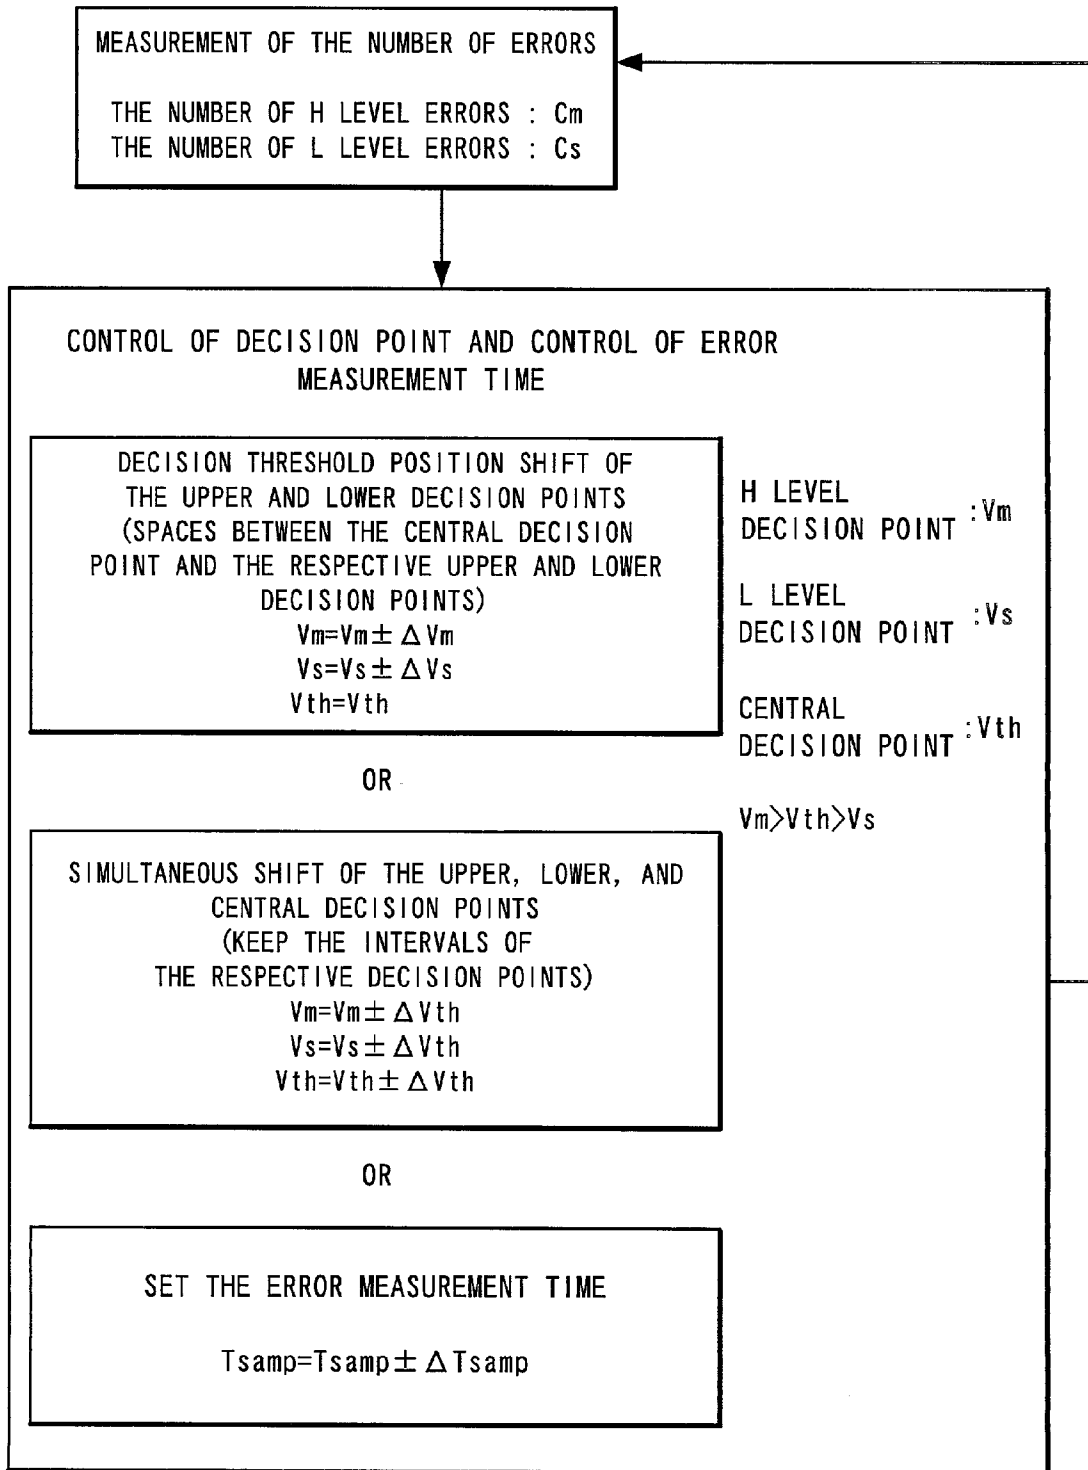 MEASUREMENT OF THE NUMBER OF ERRORS
THE NUMBER OF H LEVEL ERRORS : Cm
THE NUMBER OF L LEVEL ERRORS : Cs
CONTROL OF DECISION POINT AND CONTROL OF ERROR
MEASUREMENT TIME
DECISION THRESHOLD POSITION SHIFT OF
THE UPPER AND LOWER DECISION POINTS
(SPACES BETWEEN THE CENTRAL DECISION
POINT AND THE RESPECTIVE UPPER AND LOWER
DECISION POINTS)
Vm=Vm± ΔVm
Vs=Vs± ΔVs
Vth=Vth
H LEVEL
DECISION POINT :Vm
L LEVEL
DECISION POINT :Vs
CENTRAL
DECISION POINT :Vth
Vm>Vth>Vs
OR
SIMULTANEOUS SHIFT OF THE UPPER, LOWER, AND
CENTRAL DECISION POINTS
(KEEP THE INTERVALS OF
THE RESPECTIVE DECISION POINTS)
Vm=Vm± ΔVth
Vs=Vs± ΔVth
Vth=Vth± ΔVth
OR
SET THE ERROR MEASUREMENT TIME
Tsamp=Tsamp± ΔTsamp